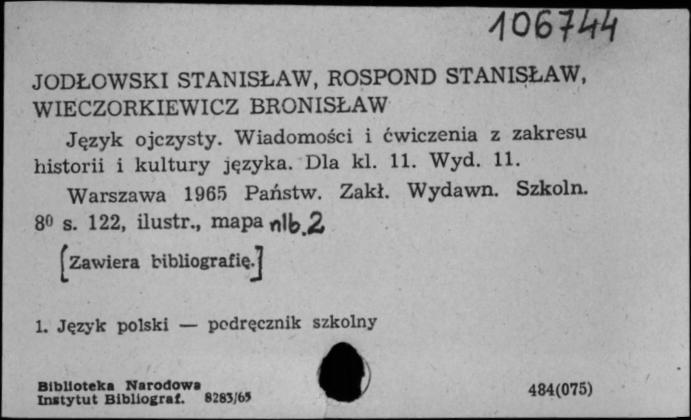 106744
JODŁOWSKI STANISŁAW, ROSPOND STANISŁAW,
WIECZORKIEWICZ BRONISŁAW
Język ojczysty. Wiadomości i ćwiczenia z zakresu
historii i kultury języka. Dla kl. 11. Wyd. 11.
Warszawa 1965 Państw. Zakł. Wydawn. Szkoln.
8⁰ s. 122, ilustr., mapa nlb. 2
[Zawiera bibliografię.]
1. Język polski — podręcznik szkolny
Biblioteka Narodowa
Instytut Bibliograf. 8283/65
484(075)